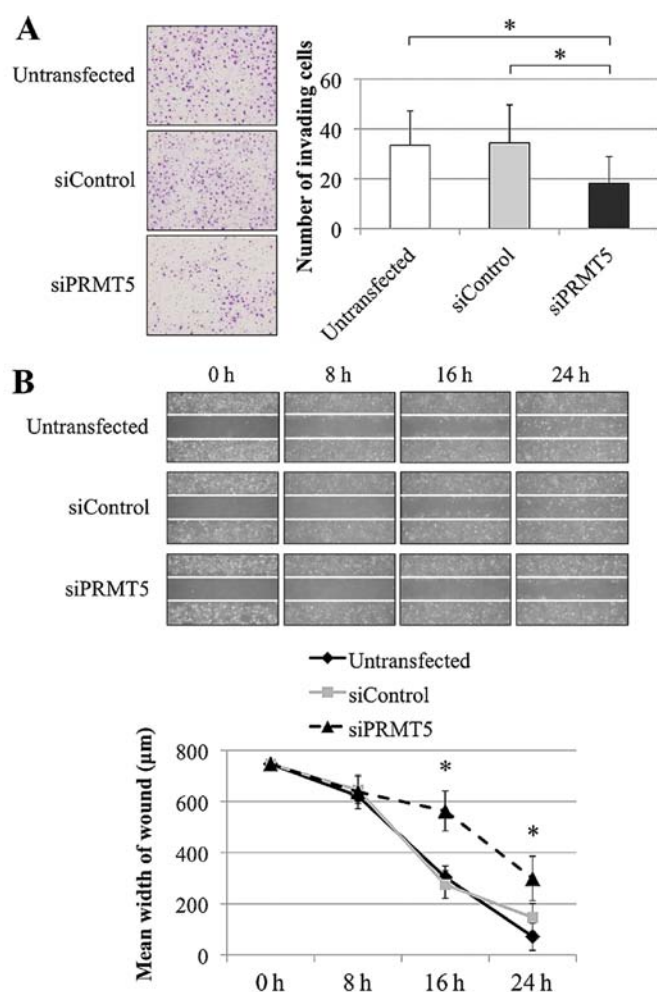 A
Untransfected
siControl
siPRMT5
Number of invading cells
60
40
20
0
*
*
Untransfected
siControl
siPRMT5
B
0 h 8 h 16 h 24 h
Untransfected
siControl
siPRMT5
Untransfected
siControl
siPRMT5
Mean width of wound (µm)
800
600
400
200
0
*
*
0 h 8 h 16 h 24 h